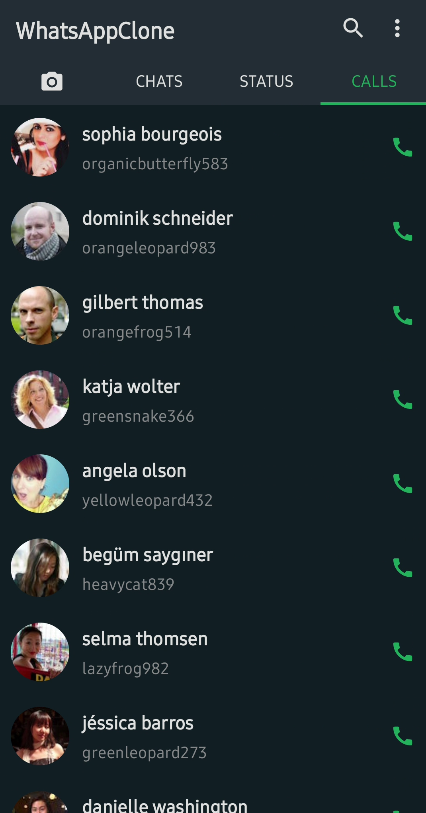 WhatsAppClone
CHATS STATUS CALLS
sophia bourgeois
organicbutterfly583
dominik schneider
orangeleopard983
gilbert thomas
orangefrog514
katja wolter
greensnake366
angela olson
yellowleopard432
begüm saygıner
heavycat839
selma thomsen
lazyfrog982
jéssica barros
greenleopard273
danielle washington